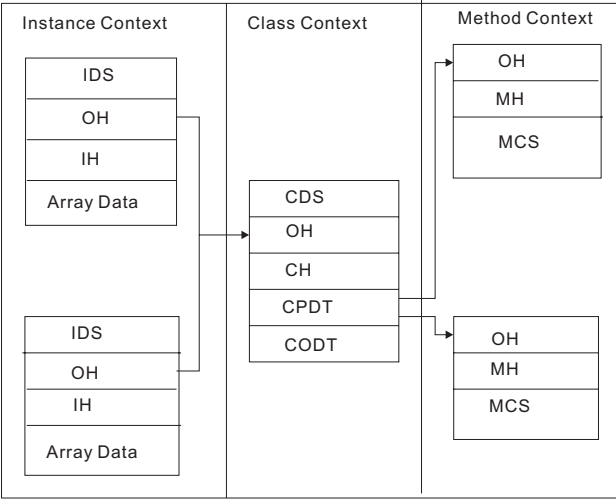 Instance Context
IDS
OH
IH
Array Data
IDS
OH
IH
Array Data
Class Context
CDS
OH
CH
CPDT
CODT
Method Context
OH
MH
MCS
OH
MH
MCS